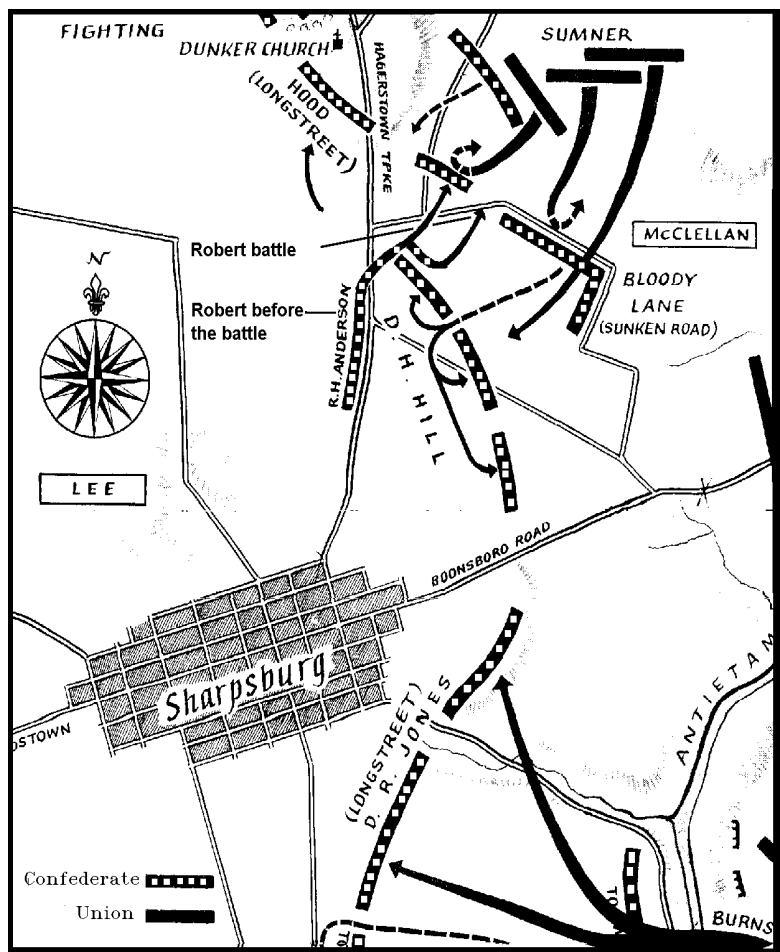 FIGHTING
DUNKER CHURCH
SUMNER
HOOD
(LONGSTREET)
HAGERSTOWN TPKE
McCLELLAN
Robert battle
N
BLOODY
LANE
(SUNKEN ROAD)
Robert before
the battle
R.H. ANDERSON
D. H. HILL
LEE
BOONSBORO ROAD
Sharpsburg
ANTIETAM
(LONGSTREET)
D. R. JONES
Confederate
Union
BURNS